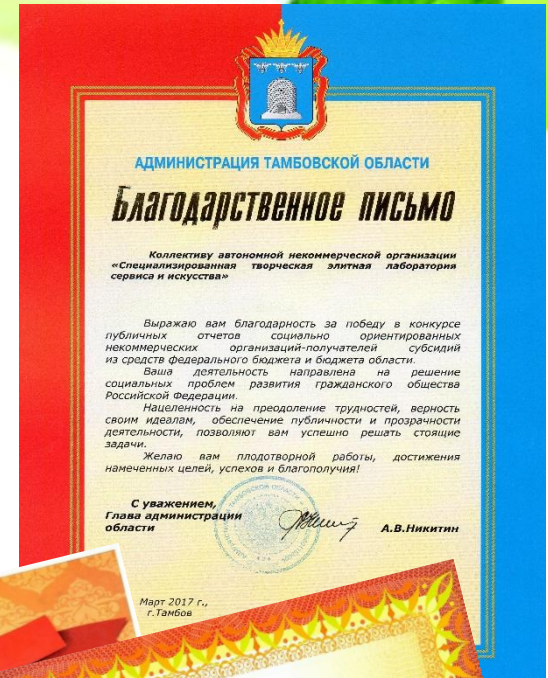 АДМИНИСТРАЦИЯ ТАМБОВСКОЙ ОБЛАСТИ
Благодарственное письмо
Коллективу автономной некоммерческой организации
«Специализированная творческая элитная лаборатория
сервиса и искусства»
Выражаю вам благодарность за победу в конкурсе
публичных отчетов социально ориентированных
некоммерческих организаций-получателей субсидий
из средств федерального бюджета и бюджета области.
Ваша деятельность направлена на решение
социальных проблем развития гражданского общества
Российской Федерации.
Нацеленность на преодоление трудностей, верность
своим идеалам, обеспечение публичности и прозрачности
деятельности, позволяют вам успешно решать стоящие
задачи.
Желаю вам плодотворной работы, достижения
намеченных целей, успехов и благополучия!
С уважением,
Глава администрации
области А.В.Никитин
Март 2017 г.,
г.Тамбов